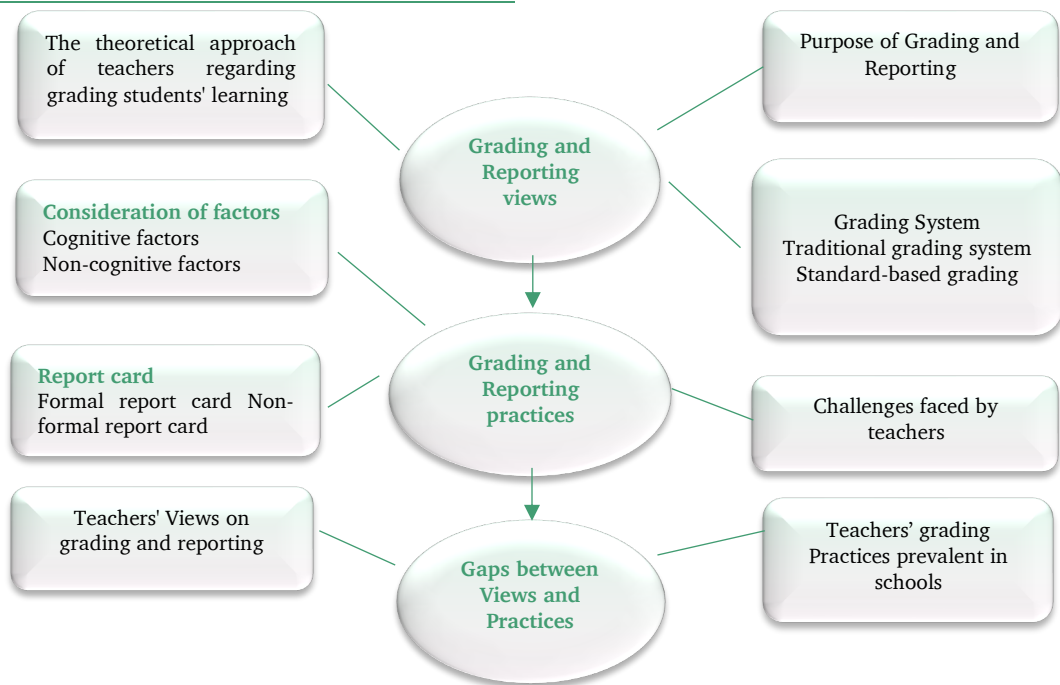 The theoretical approach
of teachers regarding
grading students' learning
Purpose of Grading and
Reporting
Grading and
Reporting
views
Consideration of factors
Cognitive factors
Non-cognitive factors
Grading System
Traditional grading system
Standard-based grading
Grading and
Reporting
practices
Report card
Formal report card Non-
formal report card
Challenges faced by
teachers
Teachers' Views on
grading and reporting
Gaps between
Views and
Practices
Teachers’ grading
Practices prevalent in
schools